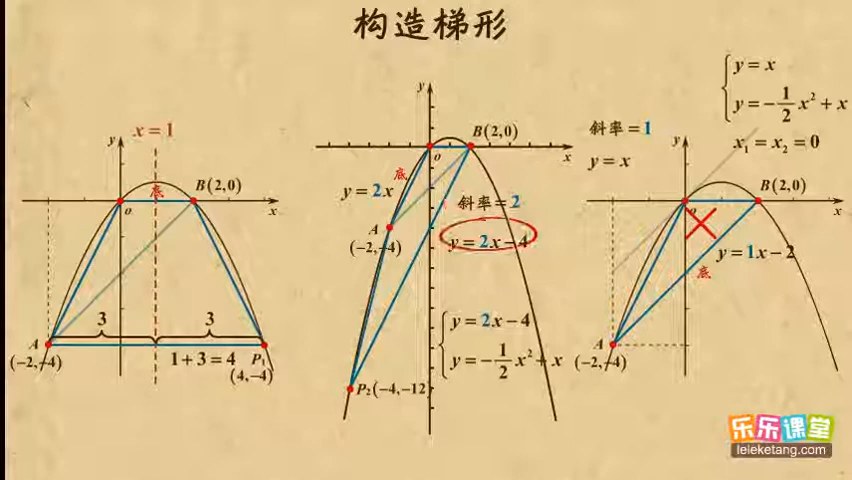 构造梯形
x = 1
y
底
B(2,0)
o
x
3
3
A
(-2,-4)
1 + 3 = 4
P₁
(4,-4)
y
B(2,0)
o
x
底
y = 2x
斜率 = 2
A
(-2,-4)
y = 2x - 4
{ y = 2x - 4
y = -1/2 x² + x
P₂(-4,-12)
{ y = x
y = -1/2 x² + x
斜率 = 1
x₁ = x₂ = 0
y = x
y
B(2,0)
o
x
y = 1x - 2
底
A
(-2,-4)
乐乐课堂
leleketang.com